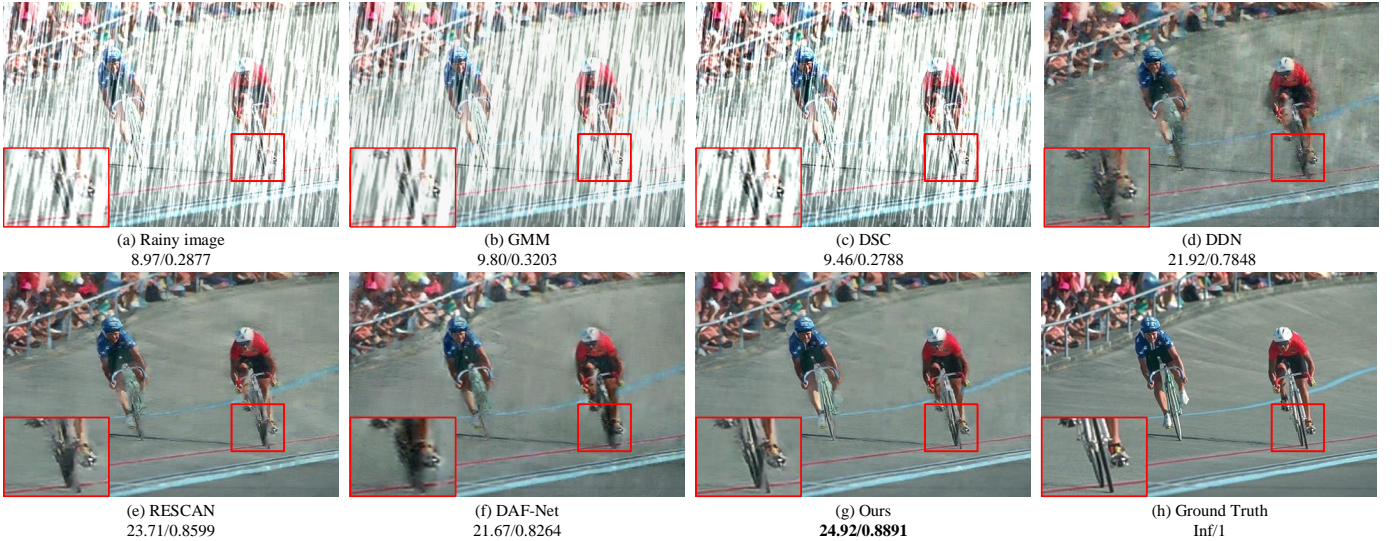 (a) Rainy image
8.97/0.2877
(b) GMM
9.80/0.3203
(c) DSC
9.46/0.2788
(d) DDN
21.92/0.7848
(e) RESCAN
23.71/0.8599
(f) DAF-Net
21.67/0.8264
(g) Ours
24.92/0.8891
(h) Ground Truth
Inf/1